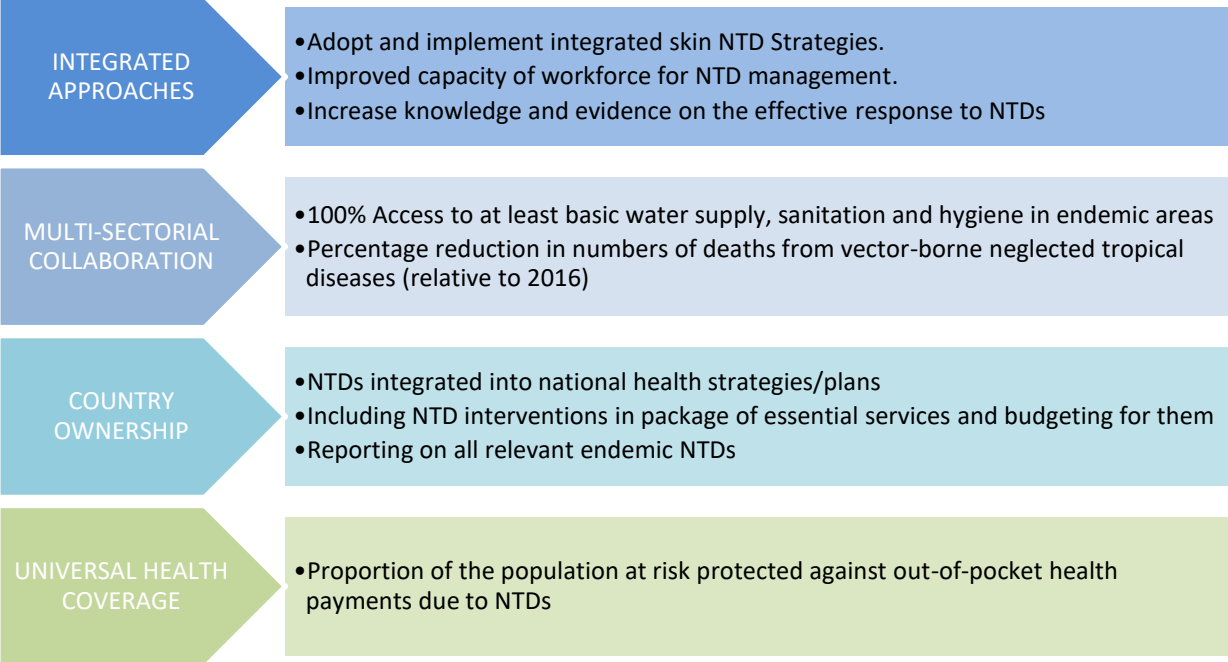 INTEGRATED
APPROACHES
•Adopt and implement integrated skin NTD Strategies.
•Improved capacity of workforce for NTD management.
•Increase knowledge and evidence on the effective response to NTDs
MULTI-SECTORIAL
COLLABORATION
•100% Access to at least basic water supply, sanitation and hygiene in endemic areas
•Percentage reduction in numbers of deaths from vector-borne neglected tropical
diseases (relative to 2016)
COUNTRY
OWNERSHIP
•NTDs integrated into national health strategies/plans
•Including NTD interventions in package of essential services and budgeting for them
•Reporting on all relevant endemic NTDs
UNIVERSAL HEALTH
COVERAGE
•Proportion of the population at risk protected against out-of-pocket health
payments due to NTDs